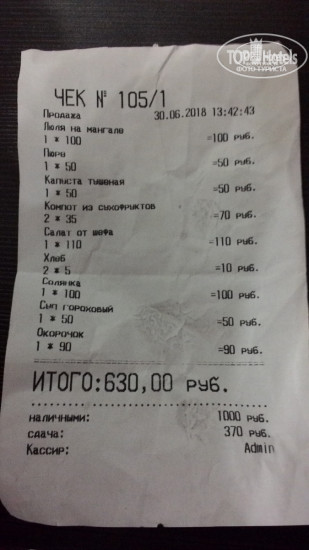 TOP Hotels
ФОТО ТУРИСТА
ЧЕК № 105/1
Продажа 30.06.2018 13:42:43
Люля на мангале
1 * 100 =100 руб.
Пюре
1 * 50 =50 руб.
Капуста тушеная
1 * 50 =50 руб.
Компот из сухофруктов
2 * 35 =70 руб.
Салат от шефа
1 * 110 =110 руб.
Хлеб
2 * 5 =10 руб.
Солянка
1 * 100 =100 руб.
Суп гороховый
1 * 50 =50 руб.
Окорочок
1 * 90 =90 руб.
ИТОГО:630,00 руб.
наличными: 1000 руб.
сдача: 370 руб.
Кассир: Admin